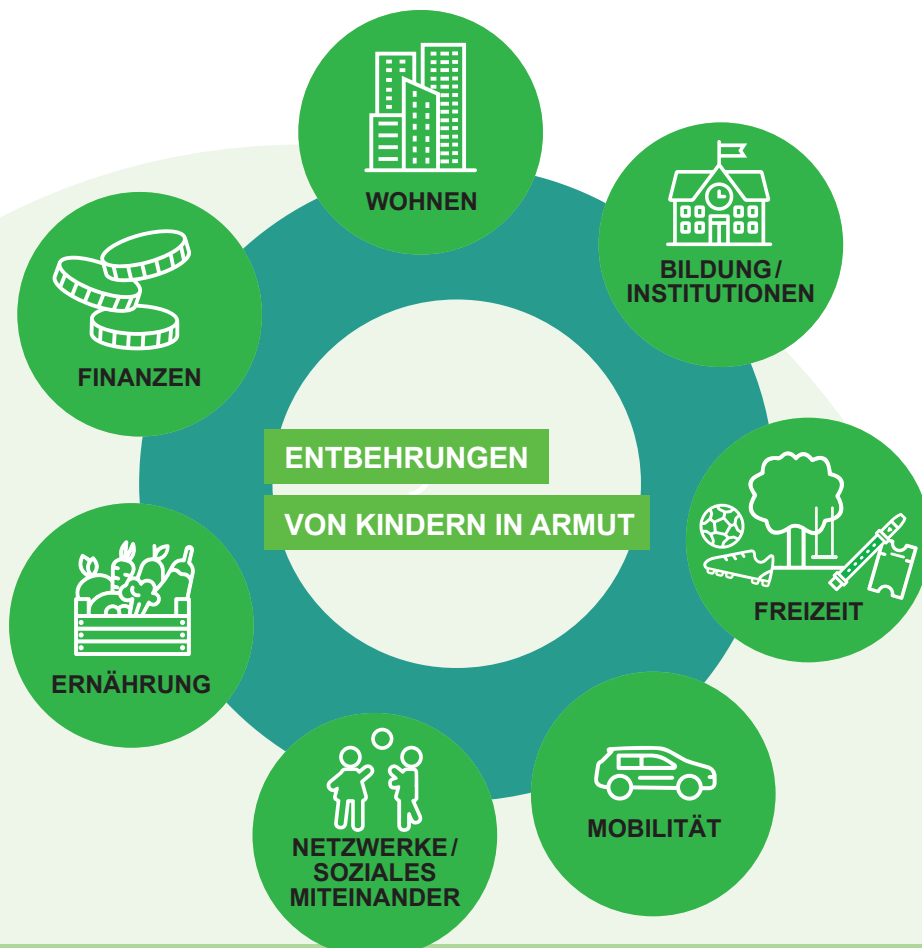 WOHNEN
BILDUNG/
INSTITUTIONEN
FINANZEN
ENTBEHRUNGEN
VON KINDERN IN ARMUT
FREIZEIT
ERNÄHRUNG
MOBILITÄT
NETZWERKE/
SOZIALES
MITEINANDER